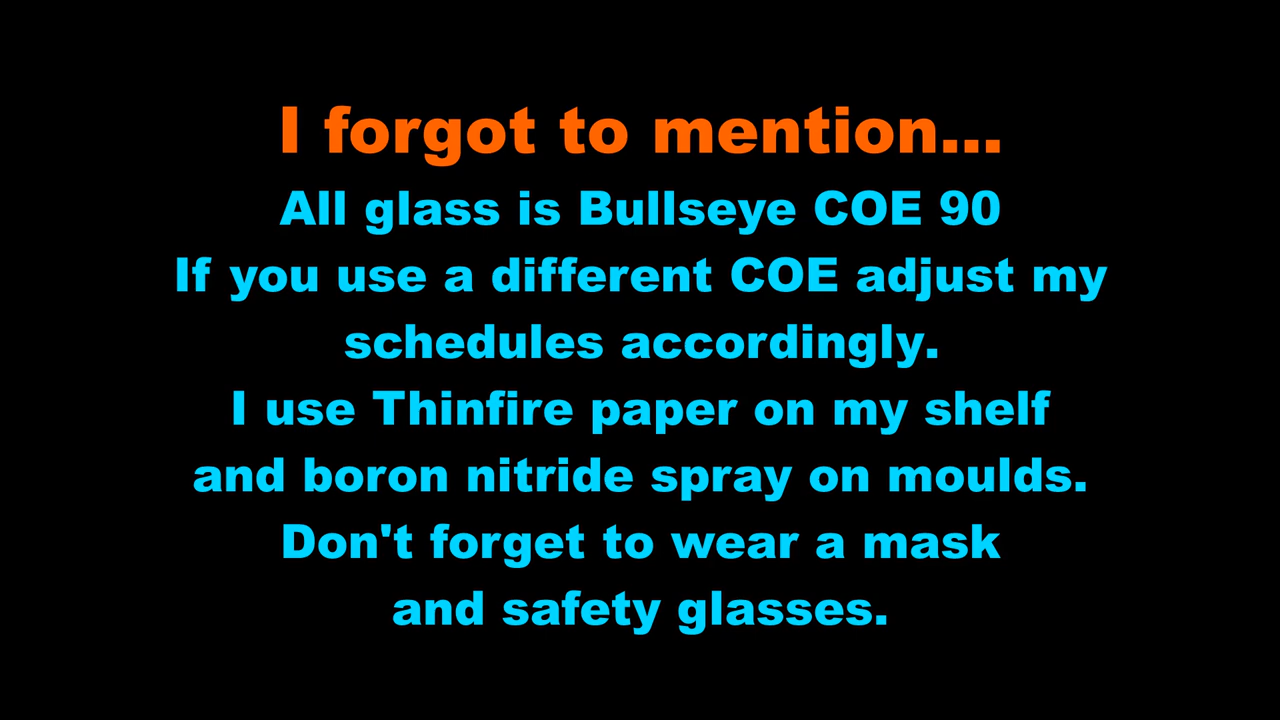 I forgot to mention...
All glass is Bullseye COE 90
If you use a different COE adjust my
schedules accordingly.
I use Thinfire paper on my shelf
and boron nitride spray on moulds.
Don't forget to wear a mask
and safety glasses.